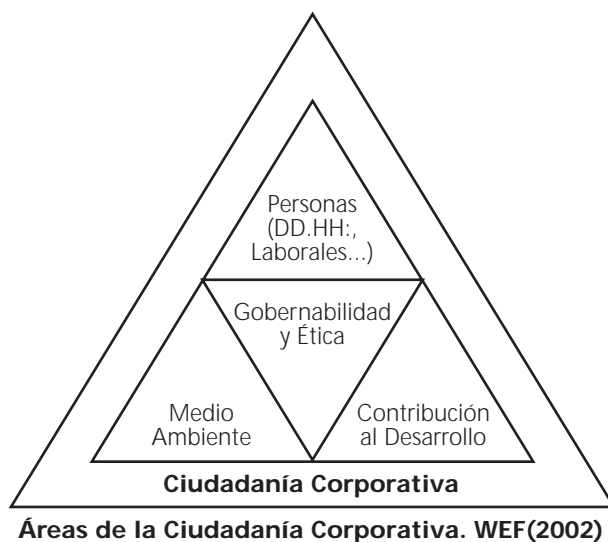 Personas
(DD.HH:,
Laborales...)
Gobernabilidad
y Ética
Medio
Ambiente
Contribución
al Desarrollo
Ciudadanía Corporativa
Áreas de la Ciudadanía Corporativa. WEF(2002)